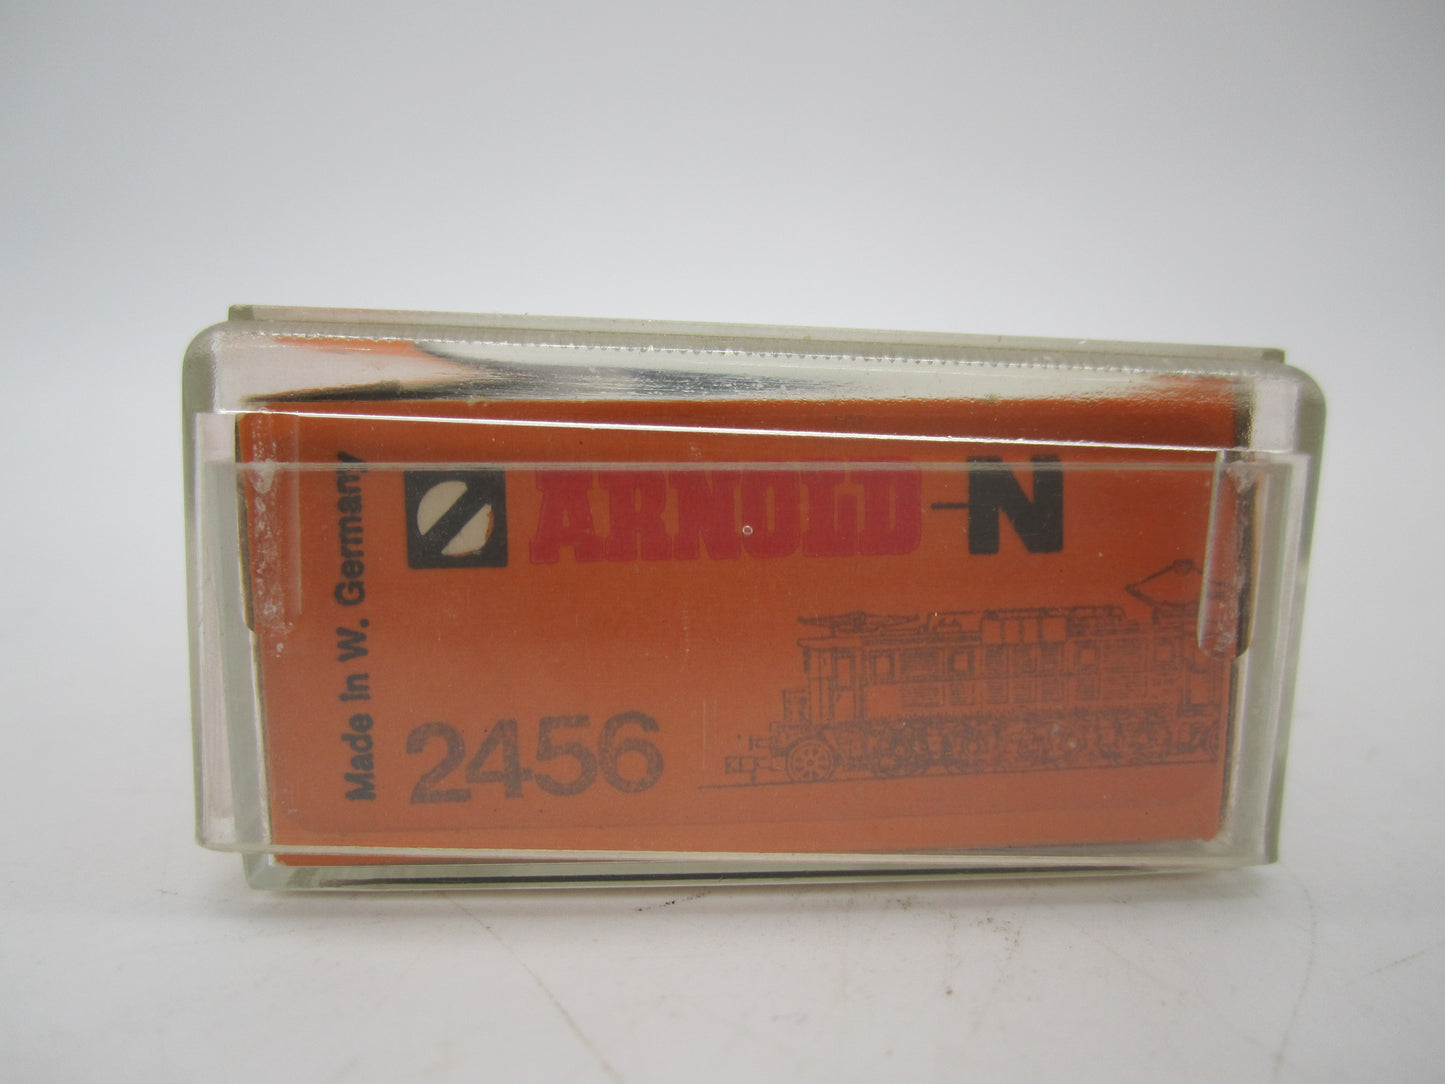 ARNOLD -N
Made in W. Germany
2456